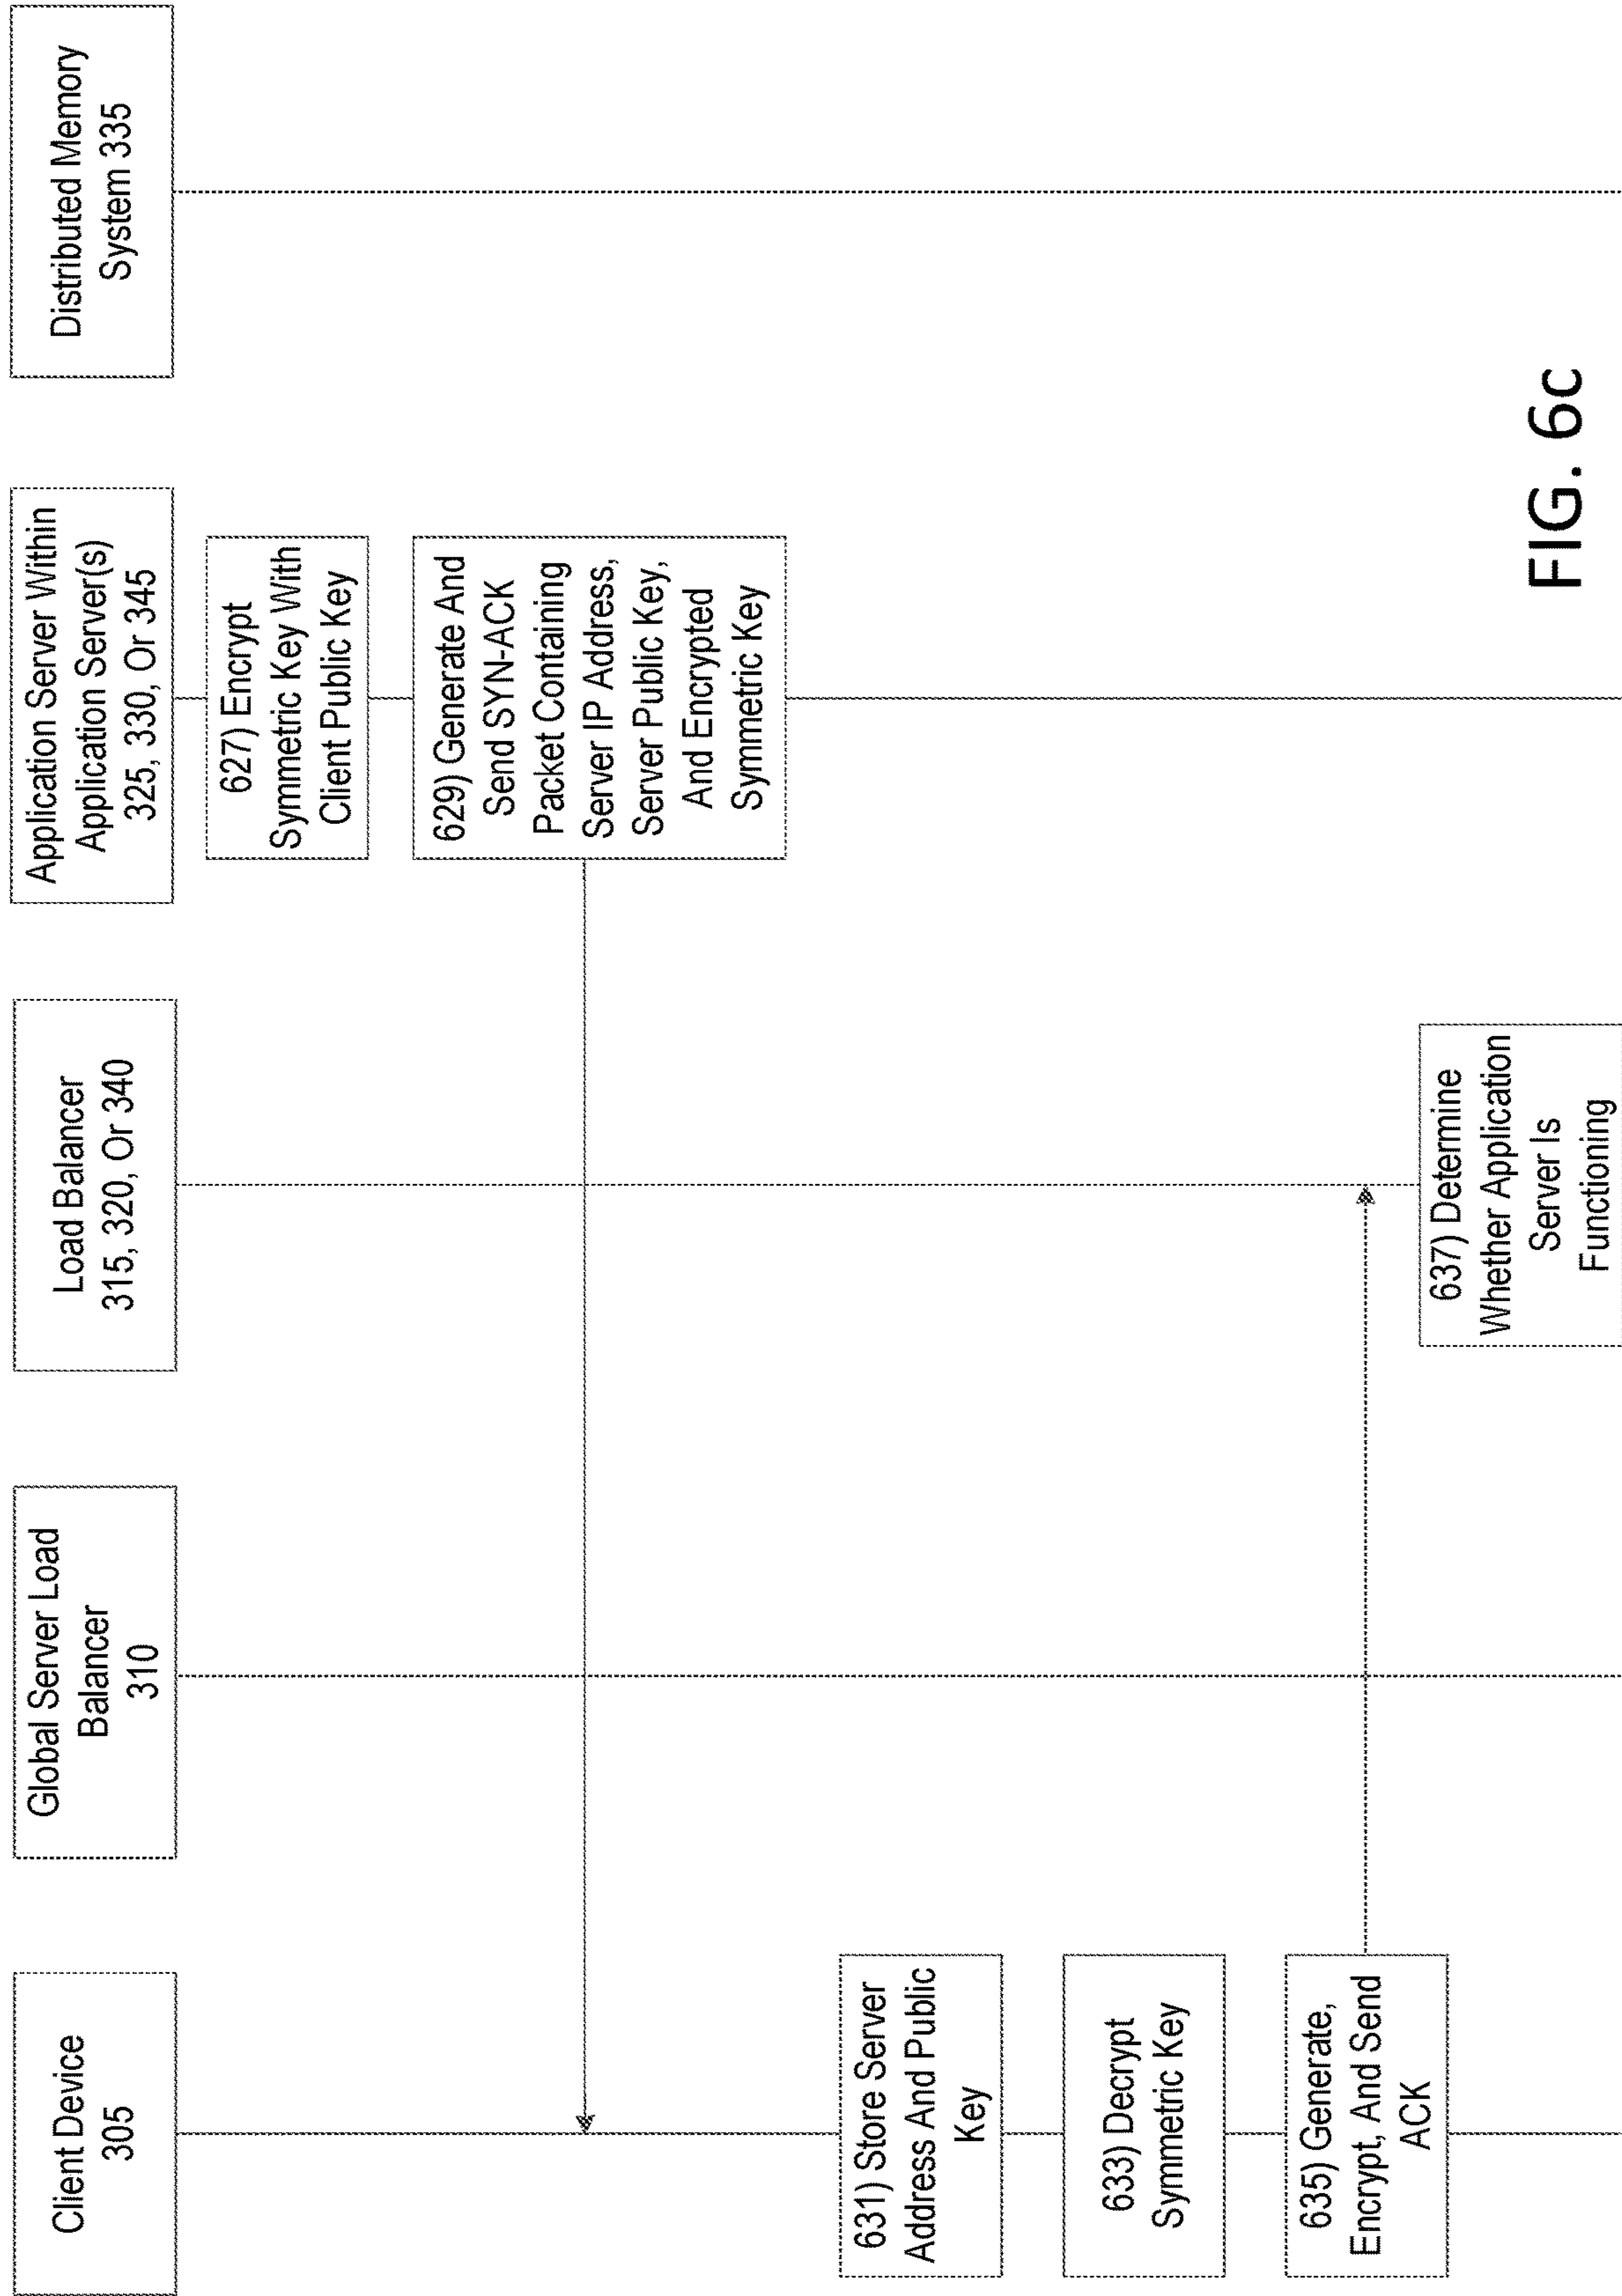 Client Device
305
Global Server Load
Balancer
310
Load Balancer
315, 320, Or 340
Application Server Within
Application Server(s)
325, 330, Or 345
Distributed Memory
System 335
627) Encrypt
Symmetric Key With
Client Public Key
629) Generate And
Send SYN-ACK
Packet Containing
Server IP Address,
Server Public Key,
And Encrypted
Symmetric Key
631) Store Server
Address And Public
Key
633) Decrypt
Symmetric Key
635) Generate,
Encrypt, And Send
ACK
637) Determine
Whether Application
Server Is
Functioning
FIG. 6c